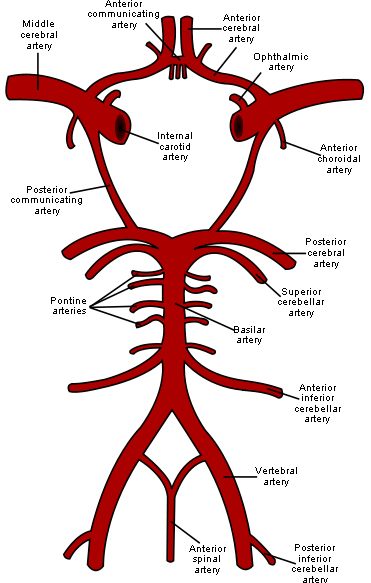 Anterior
communicating
artery
Anterior
cerebral
artery
Middle
cerebral
artery
Ophthalmic
artery
Internal
carotid
artery
Anterior
choroidal
artery
Posterior
communicating
artery
Posterior
cerebral
artery
Superior
cerebellar
artery
Pontine
arteries
Basilar
artery
Anterior
inferior
cerebellar
artery
Vertebral
artery
Anterior
spinal
artery
Posterior
inferior
cerebellar
artery